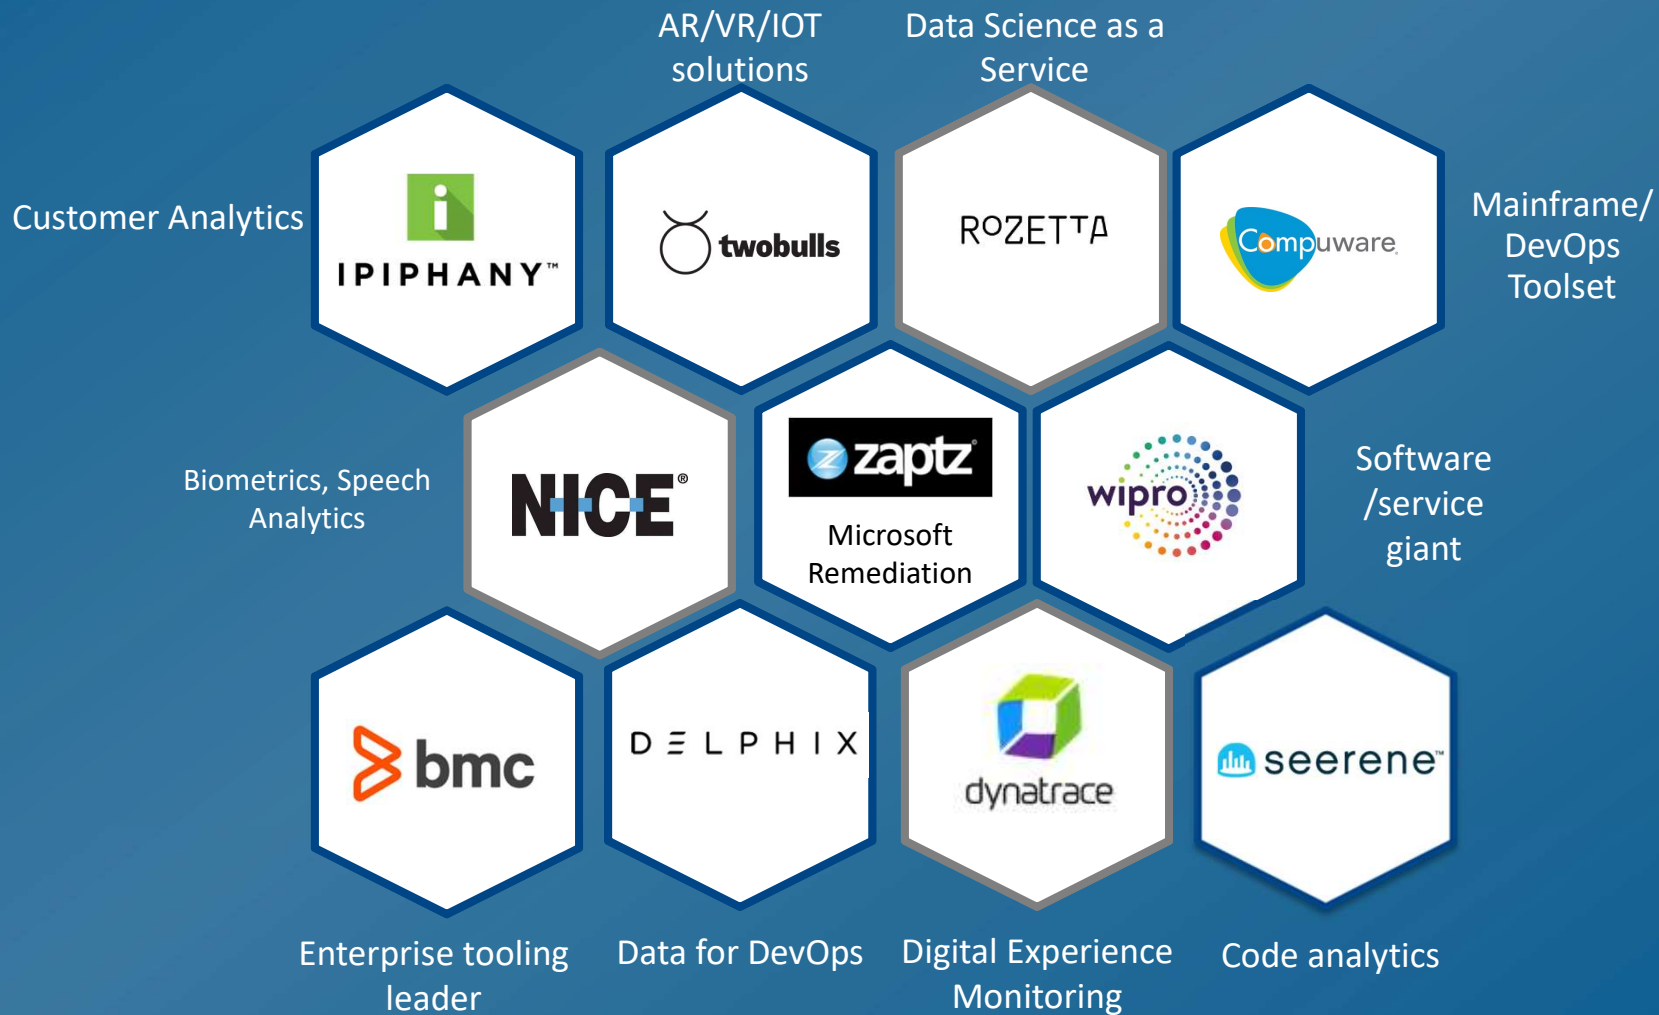 AR/VR/IOT
solutions
Data Science as a
Service
Customer Analytics
i
IPIPHANY™
twobulls
ROZETTA
Compuware.
Mainframe/
DevOps
Toolset
Biometrics, Speech
Analytics
NICE®
zaptz
Microsoft
Remediation
wipro
Software
/service
giant
bmc
DELPHIX
dynatrace
seerene™
Enterprise tooling
leader
Data for DevOps
Digital Experience
Monitoring
Code analytics